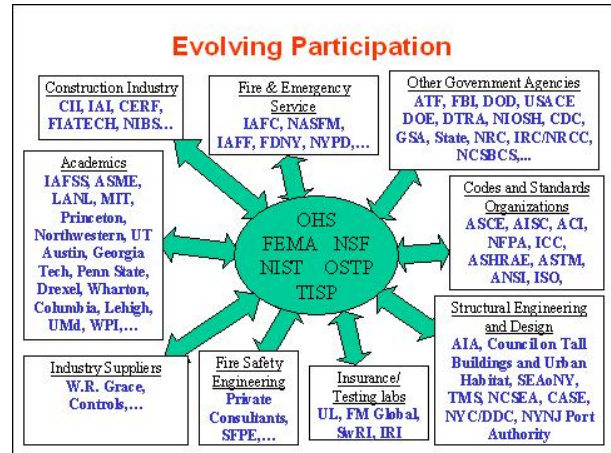 Evolving Participation
Construction Industry
CII, IAI, CERF,
FIATECH, NIBS...
Fire & Emergency
Service
IAFC, NASFM,
IAFF, FDNY, NYPD,
,...
Other Government Agencies
ATF, FBI, DOD, USACE
DOE, DTRA, NIOSH, CDC,
GSA, State, NRC, IRC/NRCC,
NCSBCS,...
Academics
IAFSS, ASME,
LANL, MIT,
Princeton,
Northwestern, UT
Austin, Georgia
Tech, Penn State,
Drexel, Wharton,
Columbia, Lehigh,
UMd, WPI,...
OHS
FEMA NSF
NIST OSTP
TISP
Codes and Standards
Organizations
ASCE, AISC, ACI,
NFPA, ICC,
ASHRAE, ASTM,
ANSI, ISO,
Industry Suppliers
W.R. Grace,
Controls,...
Fire Safety
Engineering
Private
Consultants,
SFPE,...
Insurance/
Testing labs
UL, FM Global,
SwRI, IRI
Structural Engineering
and Design
AIA, Council on Tall
Buildings and Urban
Habitat, SEAoNY,
TMS, NCSEA, CASE,
NYC/DDC, NYNJ Port
Authority